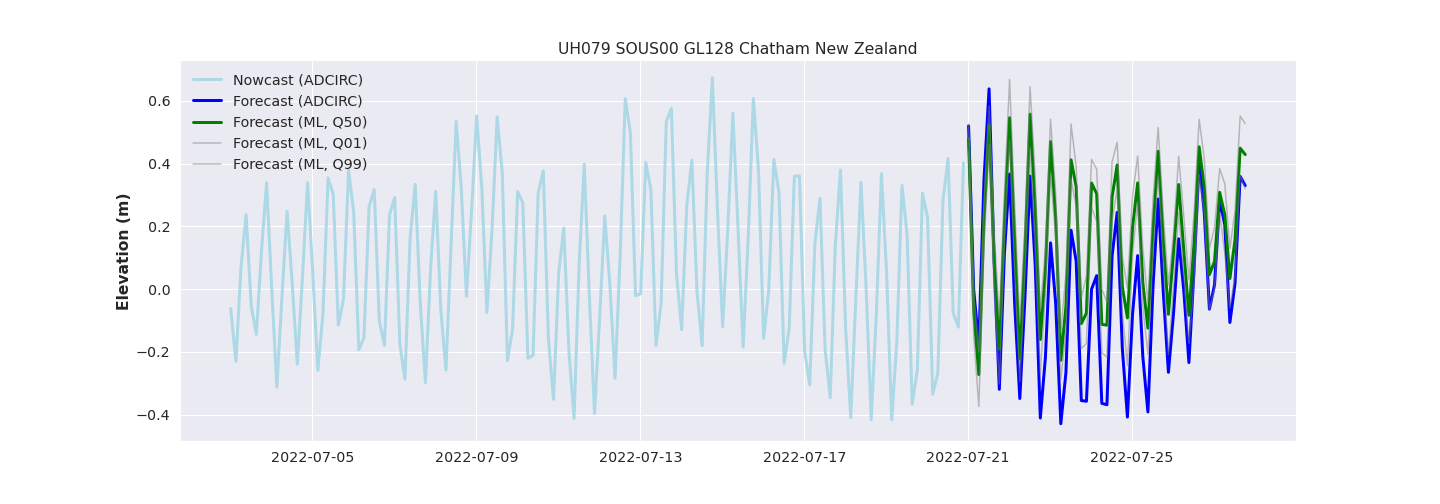 UH079 SOUS00 GL128 Chatham New Zealand
Nowcast (ADCIRC)
Forecast (ADCIRC)
Forecast (ML, Q50)
Forecast (ML, Q01)
Forecast (ML, Q99)
Elevation (m)
0.6
0.4
0.2
0.0
−0.2
−0.4
2022-07-05
2022-07-09
2022-07-13
2022-07-17
2022-07-21
2022-07-25